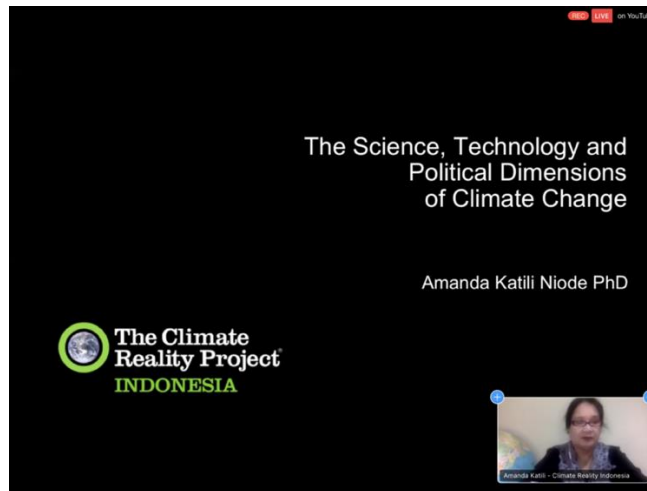 REC LIVE on YouTu
The Science, Technology and
Political Dimensions
of Climate Change
Amanda Katili Niode PhD
The Climate
Reality Project®
INDONESIA
Amanda Katili - Climate Reality Indonesia